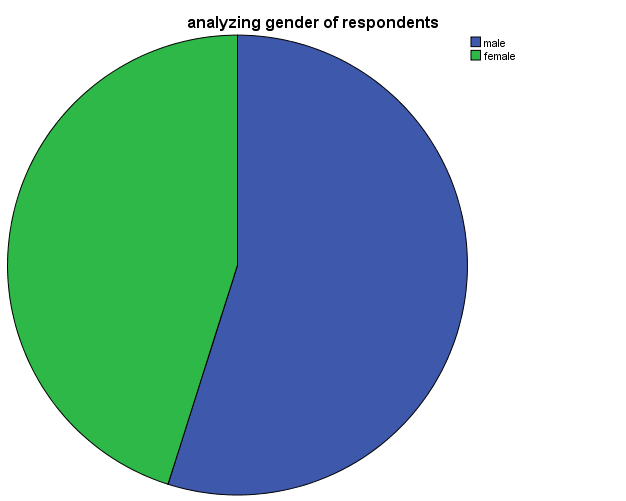 analyzing gender of respondents
male
female